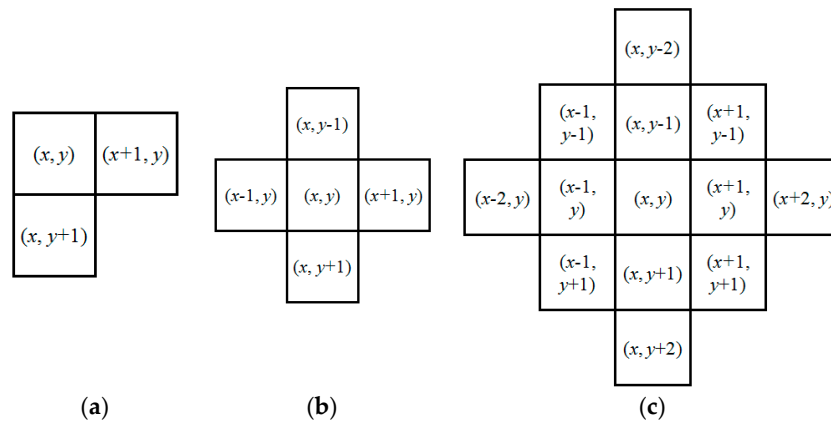 (x, y)
(x+1, y)
(x, y+1)
(a)
(x, y-1)
(x-1, y)
(x, y)
(x+1, y)
(x, y+1)
(b)
(x, y-2)
(x-1,
y-1)
(x, y-1)
(x+1,
y-1)
(x-2, y)
(x-1,
y)
(x, y)
(x+1,
y)
(x+2, y)
(x-1,
y+1)
(x, y+1)
(x+1,
y+1)
(x, y+2)
(c)